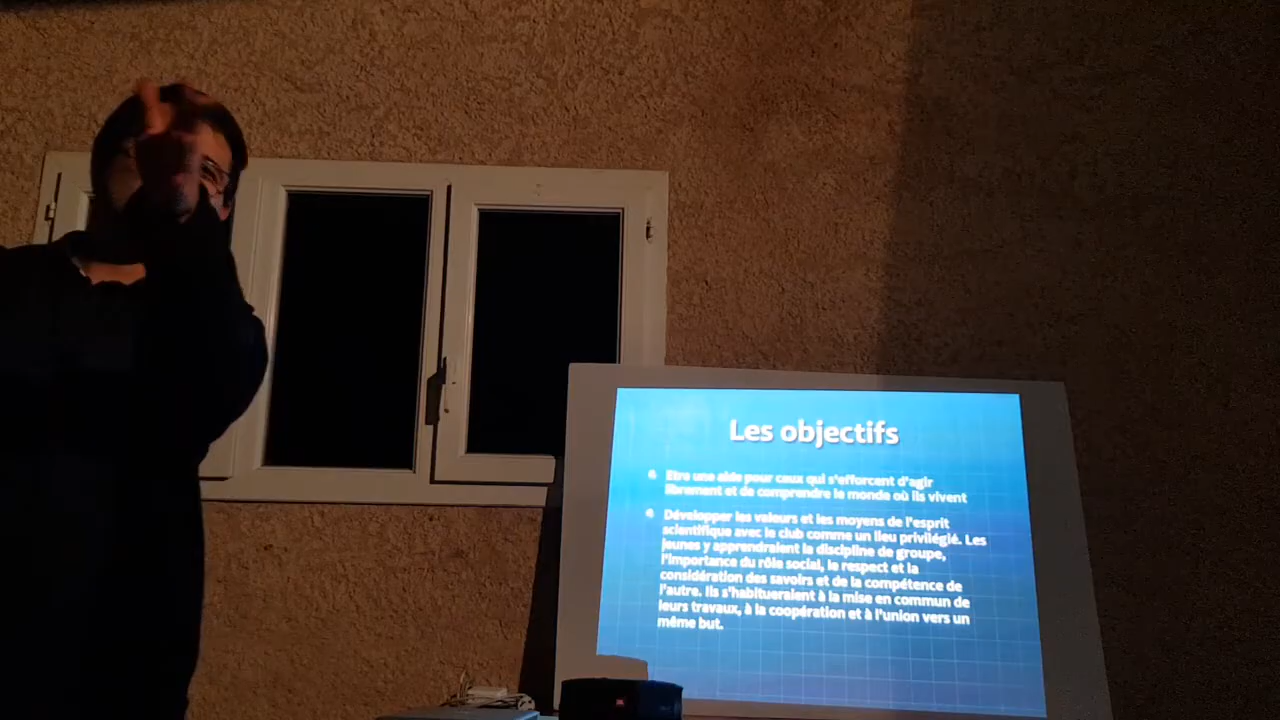 Les objectifs
Etre une aide pour ceux qui s'efforcent d'agir
librement et de comprendre le monde où ils vivent
Développer les valeurs et les moyens de l'esprit
scientifique avec le club comme un lieu privilégié. Les
jeunes y apprendraient la discipline de groupe,
l'importance du rôle social, le respect et la
considération des savoirs et de la compétence de
l'autre. Ils s'habitueraient à la mise en commun de
leurs travaux, à la coopération et à l'union vers un
même but.
JBL